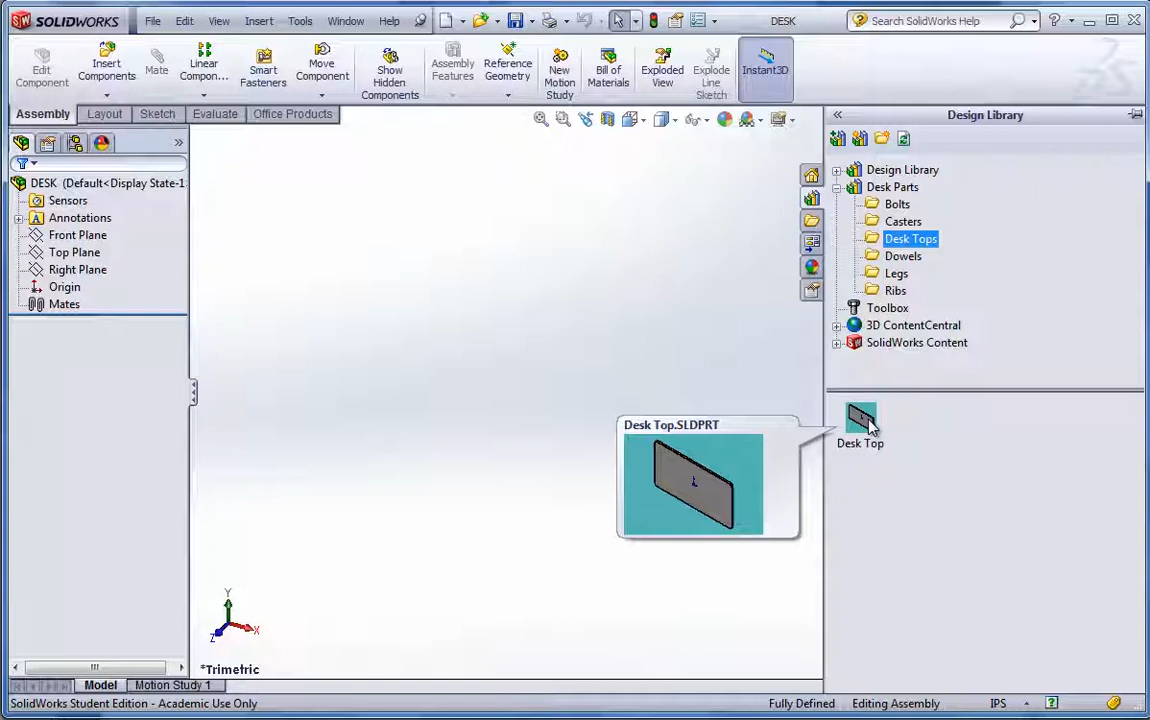 SOLIDWORKS File Edit View Insert Tools Window Help DESK Search SolidWorks Help
Edit Component
Insert Components
Mate
Linear Compon...
Smart Fasteners
Move Component
Show Hidden Components
Assembly Features
Reference Geometry
New Motion Study
Bill of Materials
Exploded View
Explode Line Sketch
Instant3D
Assembly Layout Sketch Evaluate Office Products
Design Library
DESK (Default<Display State-1
Sensors
Annotations
Front Plane
Top Plane
Right Plane
Origin
Mates
Design Library
Desk Parts
Bolts
Casters
Desk Tops
Dowels
Legs
Ribs
Toolbox
3D ContentCentral
SolidWorks Content
Desk Top.SLDPRT
Desk Top
Y
X
Z
*Trimetric
Model Motion Study 1
SolidWorks Student Edition - Academic Use Only Fully Defined Editing Assembly IPS